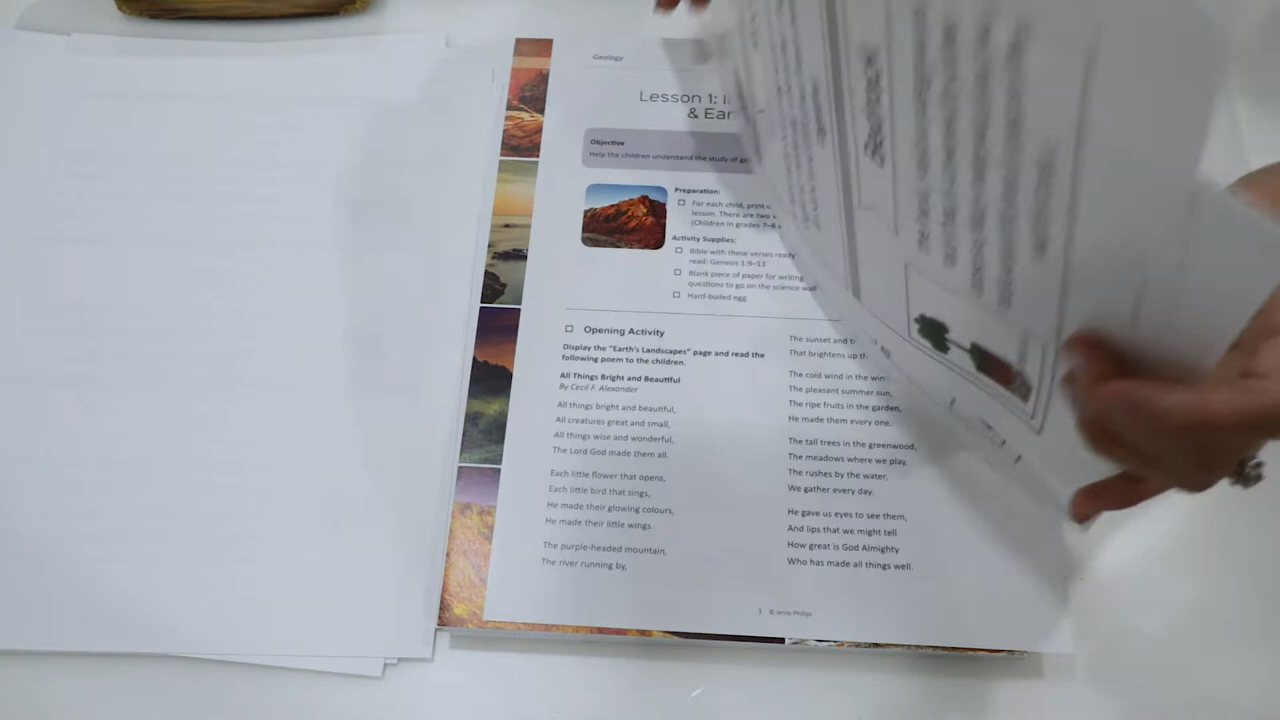 Geology
Lesson 1:
& Ear
Objective
Help the children understand the study of
Preparation:
For each child, print
lesson. There are two
(Children in grades 7–8
Activity Supplies:
Bible with these verses ready
read: Genesis 1:9–13
Blank piece of paper for writing
questions to go on the science wall
Hard-boiled egg
Opening Activity
Display the "Earth's Landscapes" page and read the
following poem to the children.
All Things Bright and Beautiful
By Cecil F. Alexander
All things bright and beautiful,
All creatures great and small,
All things wise and wonderful,
The Lord God made them all.
Each little flower that opens,
Each little bird that sings,
He made their glowing colours,
He made their little wings.
The purple-headed mountain,
The river running by,
The sunset and
That brightens up
The cold wind in the
The pleasant summer sun,
The ripe fruits in the garden,
He made them every one.
The tall trees in the greenwood,
The meadows where we play,
The rushes by the water,
We gather every day.
He gave us eyes to see them,
And lips that we might tell
How great is God Almighty
Who has made all things well.
© Jenny Phillips